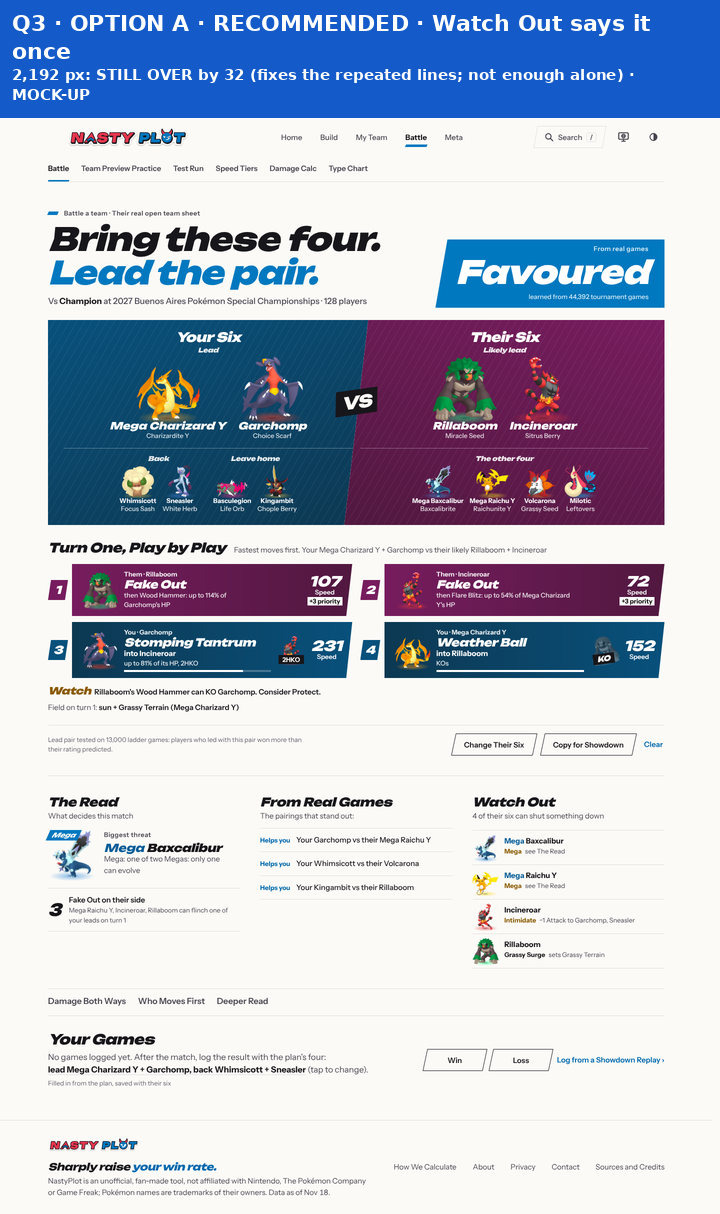 Q3 • OPTION A • RECOMMENDED • Watch Out says it
once
2,192 px: STILL OVER by 32 (fixes the repeated lines; not enough alone) •
MOCK-UP
NASTY PLOT
Home Build My Team Battle Meta
Search /
Battle Team Preview Practice Test Run Speed Tiers Damage Calc Type Chart
Battle a team · Their real open team sheet
Bring these four.
Lead the pair.
Vs Champion at 2027 Buenos Aires Pokémon Special Championships · 128 players
From real games
Favoured
learned from 44,392 tournament games
Your Six
Lead
Mega Charizard Y Garchomp
Charizardite Y Choice Scarf
Back Leave home
Whimsicott Sneasler Basculegion Kingambit
Focus Sash White Herb Life Orb Chople Berry
VS
Their Six
Likely lead
Rillaboom Incineroar
Miracle Seed Sitrus Berry
The other four
Mega Baxcalibur Mega Raichu Y Volcarona Milotic
Baxcalibrite Raichunite Y Grassy Seed Leftovers
Turn One, Play by Play Fastest moves first. Your Mega Charizard Y + Garchomp vs their likely Rillaboom + Incineroar
1
Them · Rillaboom
Fake Out
then Wood Hammer: up to 114% of
Garchomp's HP
107
Speed
+3 priority
2
Them · Incineroar
Fake Out
then Flare Blitz: up to 54% of Mega Charizard
Y's HP
72
Speed
+3 priority
3
You · Garchomp
Stomping Tantrum
into Incineroar
up to 81% of its HP, 2HKO
2HKO
231
Speed
4
You · Mega Charizard Y
Weather Ball
into Rillaboom
KOs
KO
152
Speed
Watch Rillaboom's Wood Hammer can KO Garchomp. Consider Protect.
Field on turn 1: sun + Grassy Terrain (Mega Charizard Y)
Lead pair tested on 13,000 ladder games: players who led with this pair won more than
their rating predicted.
Change Their Six Copy for Showdown Clear
The Read
What decides this match
Mega
Biggest threat
Mega Baxcalibur
Mega: one of two Megas: only one
can evolve
3
Fake Out on their side
Mega Raichu Y, Incineroar, Rillaboom can flinch one of
your leads on turn 1
From Real Games
The pairings that stand out:
Helps you Your Garchomp vs their Mega Raichu Y
Helps you Your Whimsicott vs their Volcarona
Helps you Your Kingambit vs their Rillaboom
Watch Out
4 of their six can shut something down
Mega Baxcalibur
Mega see The Read
Mega Raichu Y
Mega see The Read
Incineroar
Intimidate −1 Attack to Garchomp, Sneasler
Rillaboom
Grassy Surge sets Grassy Terrain
Damage Both Ways Who Moves First Deeper Read
Your Games
No games logged yet. After the match, log the result with the plan's four:
lead Mega Charizard Y + Garchomp, back Whimsicott + Sneasler (tap to change).
Filled in from the plan, saved with their six
Win Loss Log from a Showdown Replay ›
NASTY PLOT
Sharply raise your win rate.
NastyPlot is an unofficial, fan-made tool, not affiliated with Nintendo, The Pokémon Company
or Game Freak; Pokémon names are trademarks of their owners. Data as of Nov 18.
How We Calculate About Privacy Contact Sources and Credits